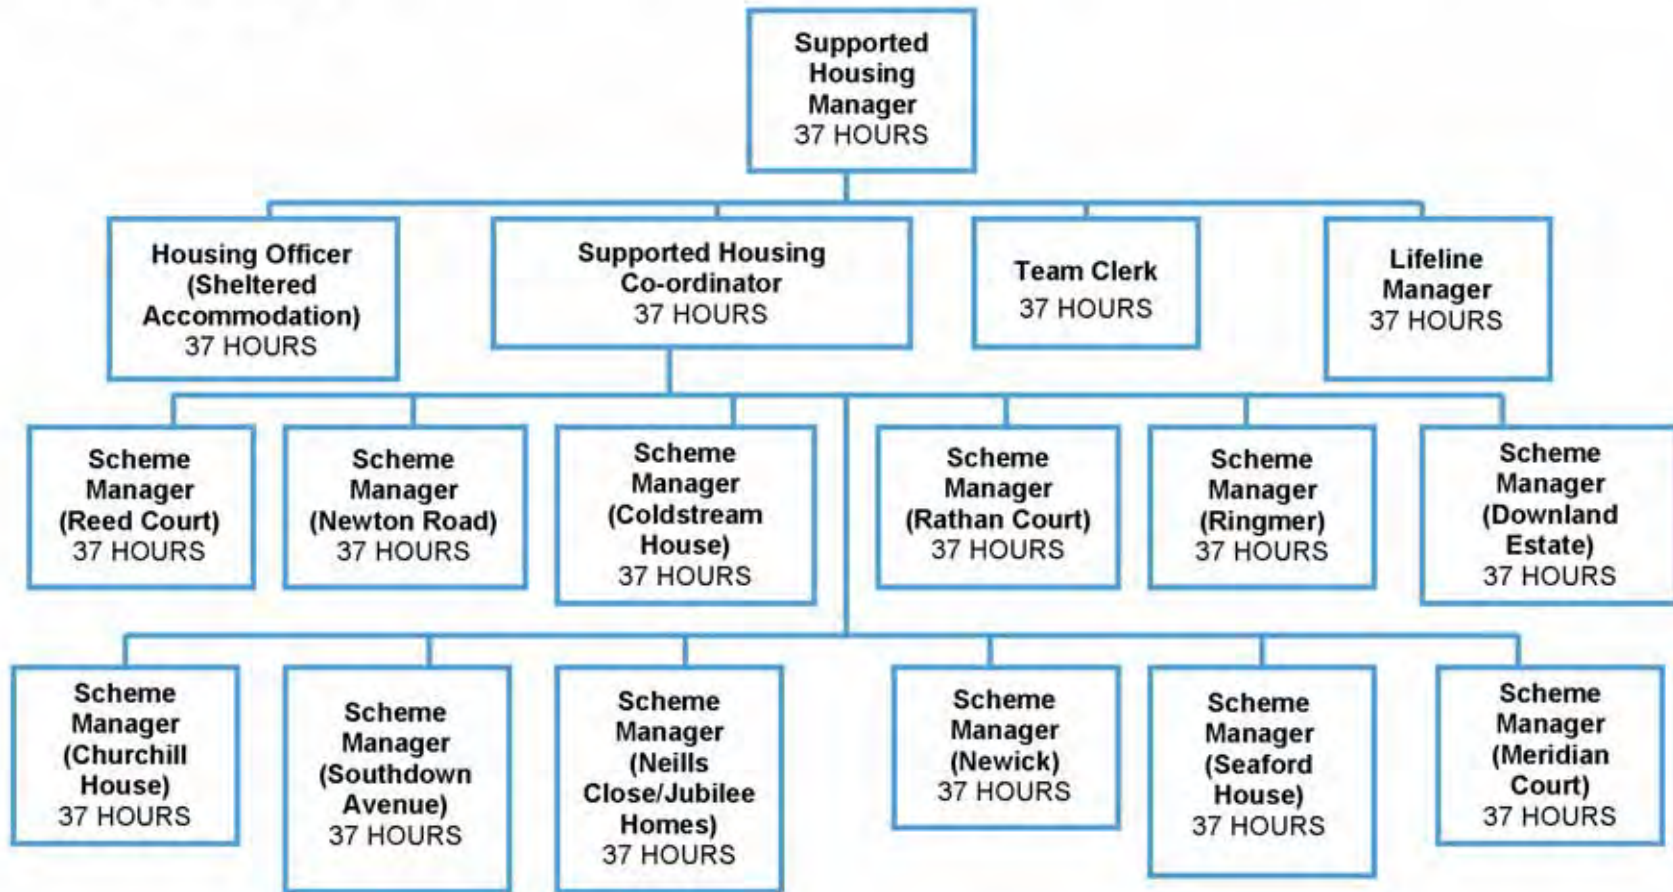 Supported
Housing
Manager
37 HOURS
Housing Officer
(Sheltered
Accommodation)
37 HOURS
Supported Housing
Co-ordinator
37 HOURS
Team Clerk
37 HOURS
Lifeline
Manager
37 HOURS
Scheme
Manager
(Reed Court)
37 HOURS
Scheme
Manager
(Newton Road)
37 HOURS
Scheme
Manager
(Coldstream
House)
37 HOURS
Scheme
Manager
(Rathan Court)
37 HOURS
Scheme
Manager
(Ringmer)
37 HOURS
Scheme
Manager
(Downland
Estate)
37 HOURS
Scheme
Manager
(Churchill
House)
37 HOURS
Scheme
Manager
(Southdown
Avenue)
37 HOURS
Scheme
Manager
(Neills
Close/Jubilee
Homes)
37 HOURS
Scheme
Manager
(Newick)
37 HOURS
Scheme
Manager
(Seaford
House)
37 HOURS
Scheme
Manager
(Meridian
Court)
37 HOURS